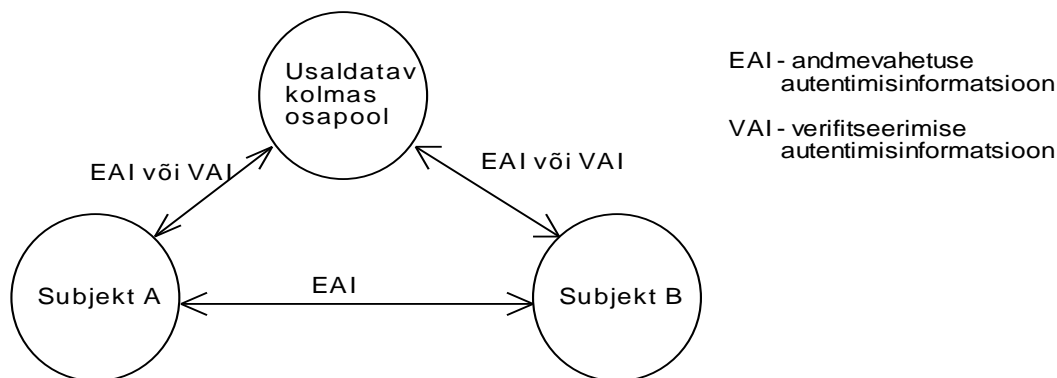 Usaldatav
kolmas
osapool
EAI - andmevahetuse
autentimisinformatsioon
VAI - verifitseerimise
autentimisinformatsioon
EAI või VAI
EAI või VAI
Subjekt A
EAI
Subjekt B